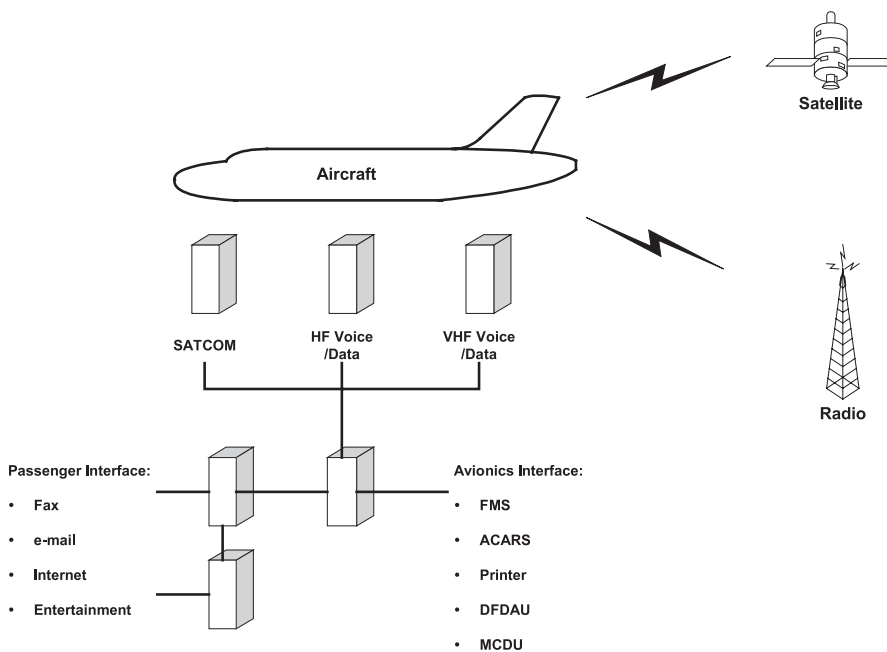 Satellite
Aircraft
SATCOM
HF Voice
/Data
VHF Voice
/Data
Radio
Passenger Interface:
• Fax
• e-mail
• Internet
• Entertainment
Avionics Interface:
• FMS
• ACARS
• Printer
• DFDAU
• MCDU